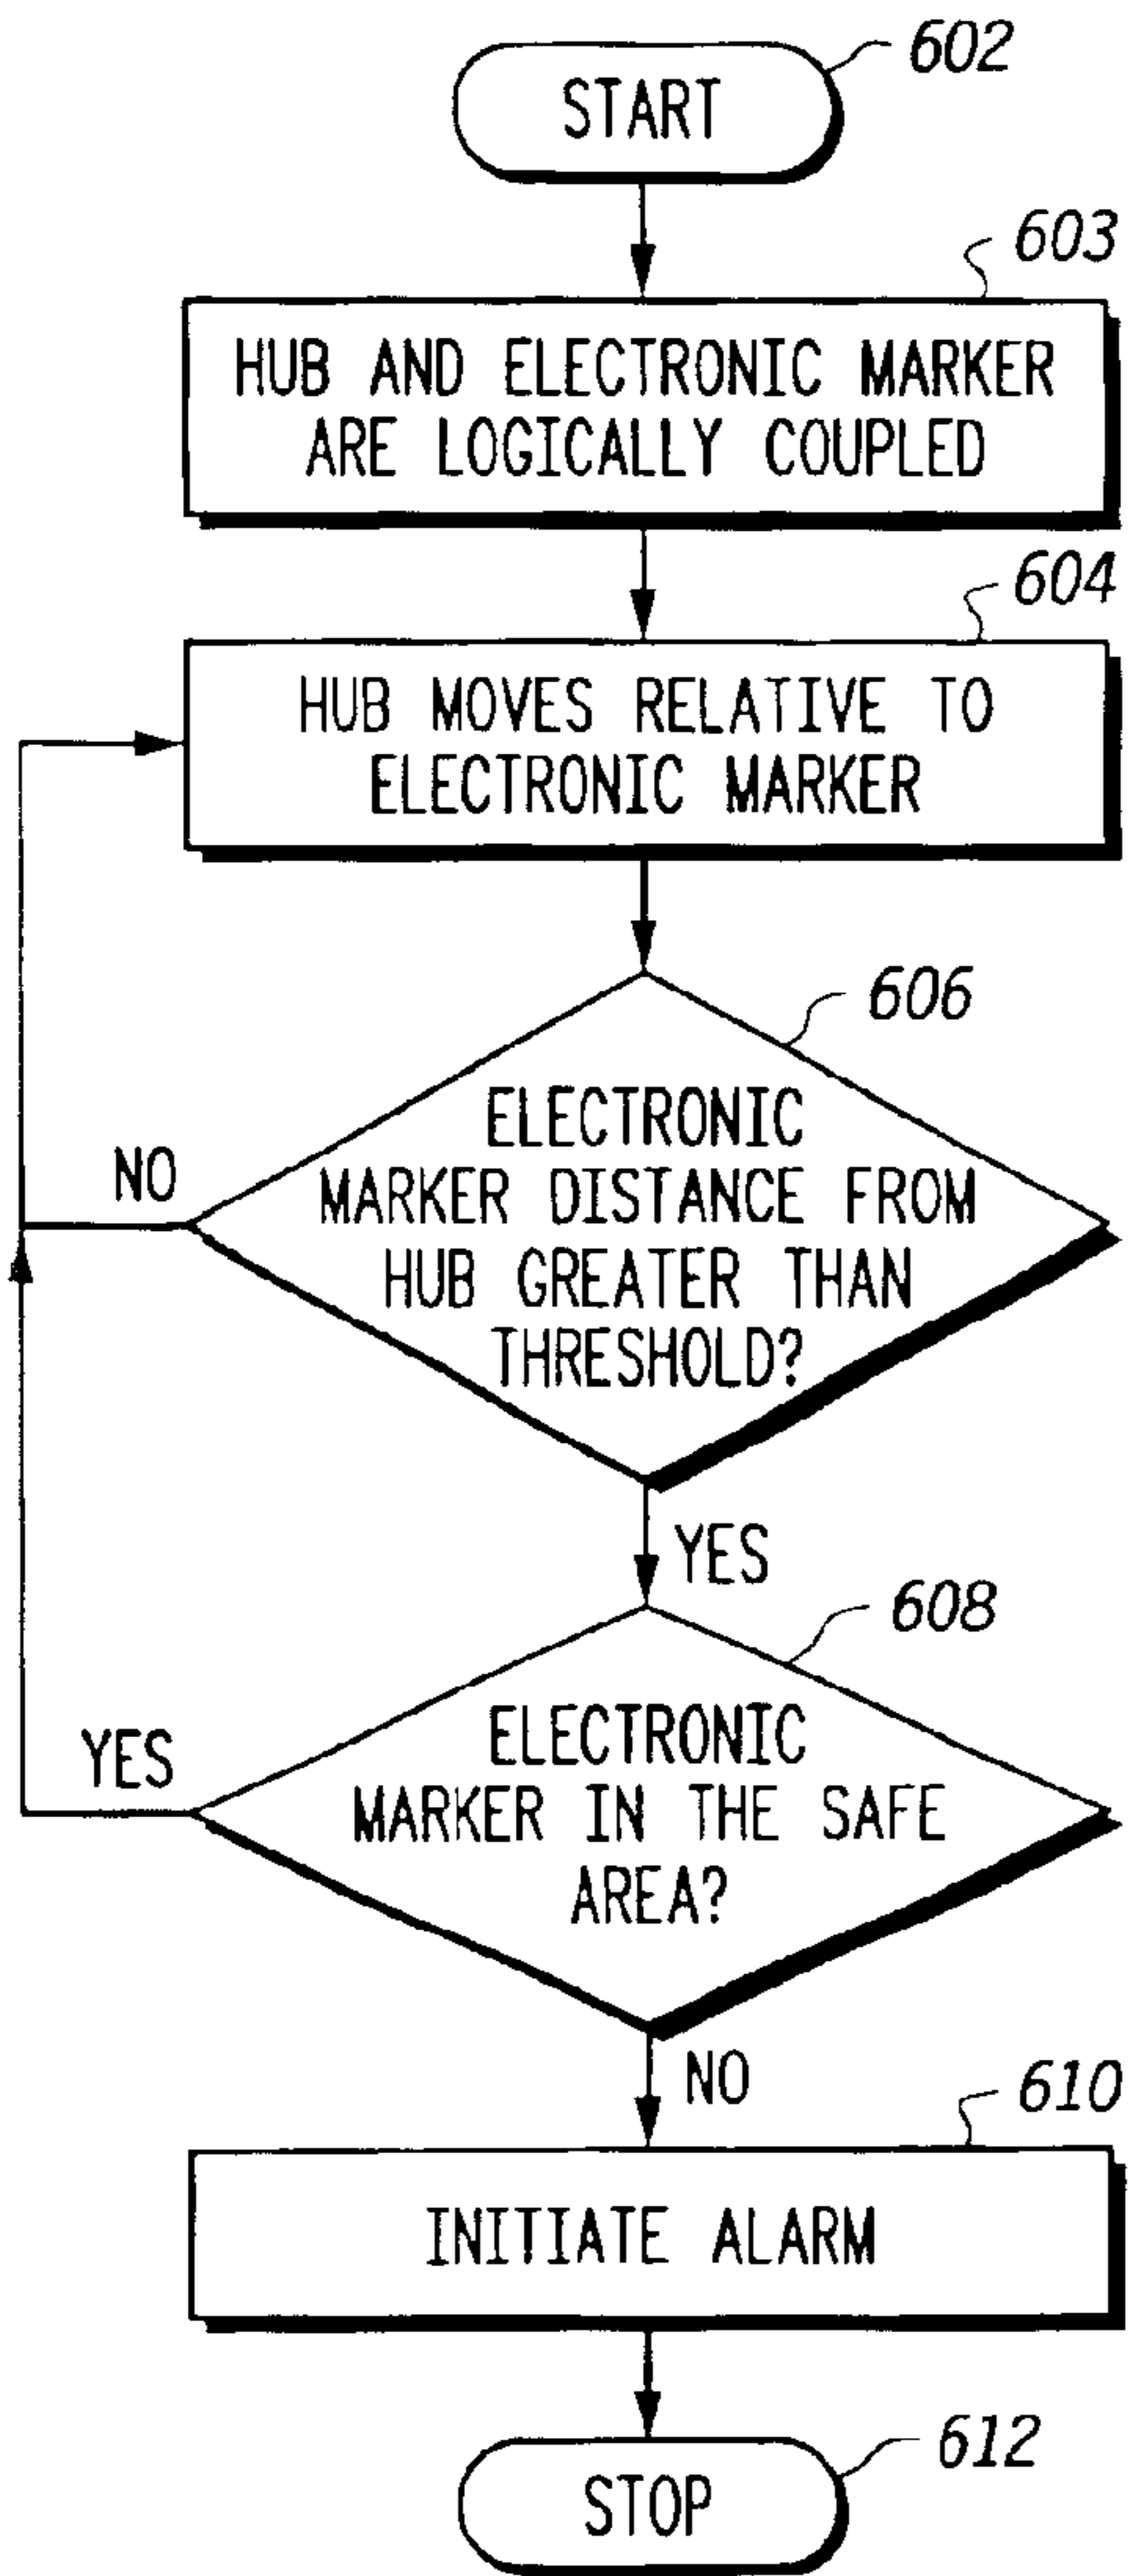 602
START
603
HUB AND ELECTRONIC MARKER
ARE LOGICALLY COUPLED
604
HUB MOVES RELATIVE TO
ELECTRONIC MARKER
606
ELECTRONIC
MARKER DISTANCE FROM
HUB GREATER THAN
THRESHOLD?
NO
YES
608
ELECTRONIC
MARKER IN THE SAFE
AREA?
YES
NO
610
INITIATE ALARM
612
STOP